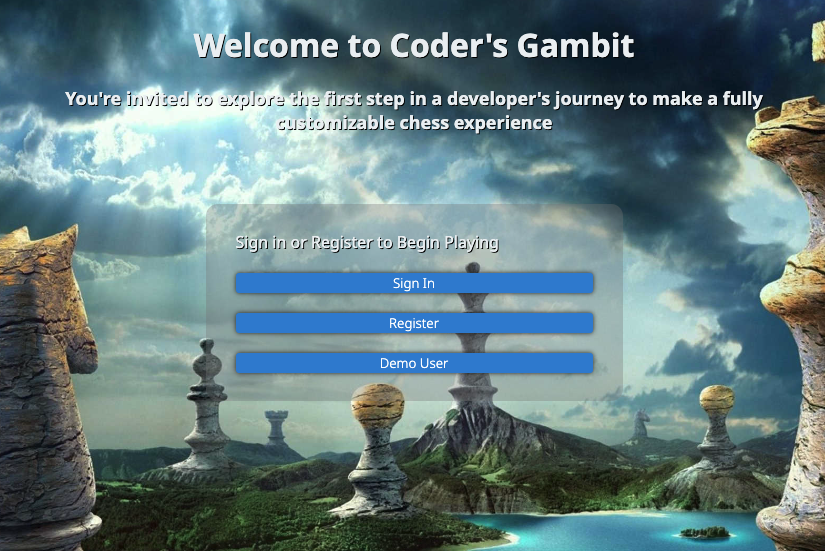 Welcome to Coder's Gambit
You're invited to explore the first step in a developer's journey to make a fully
customizable chess experience
Sign in or Register to Begin Playing
Sign In
Register
Demo User